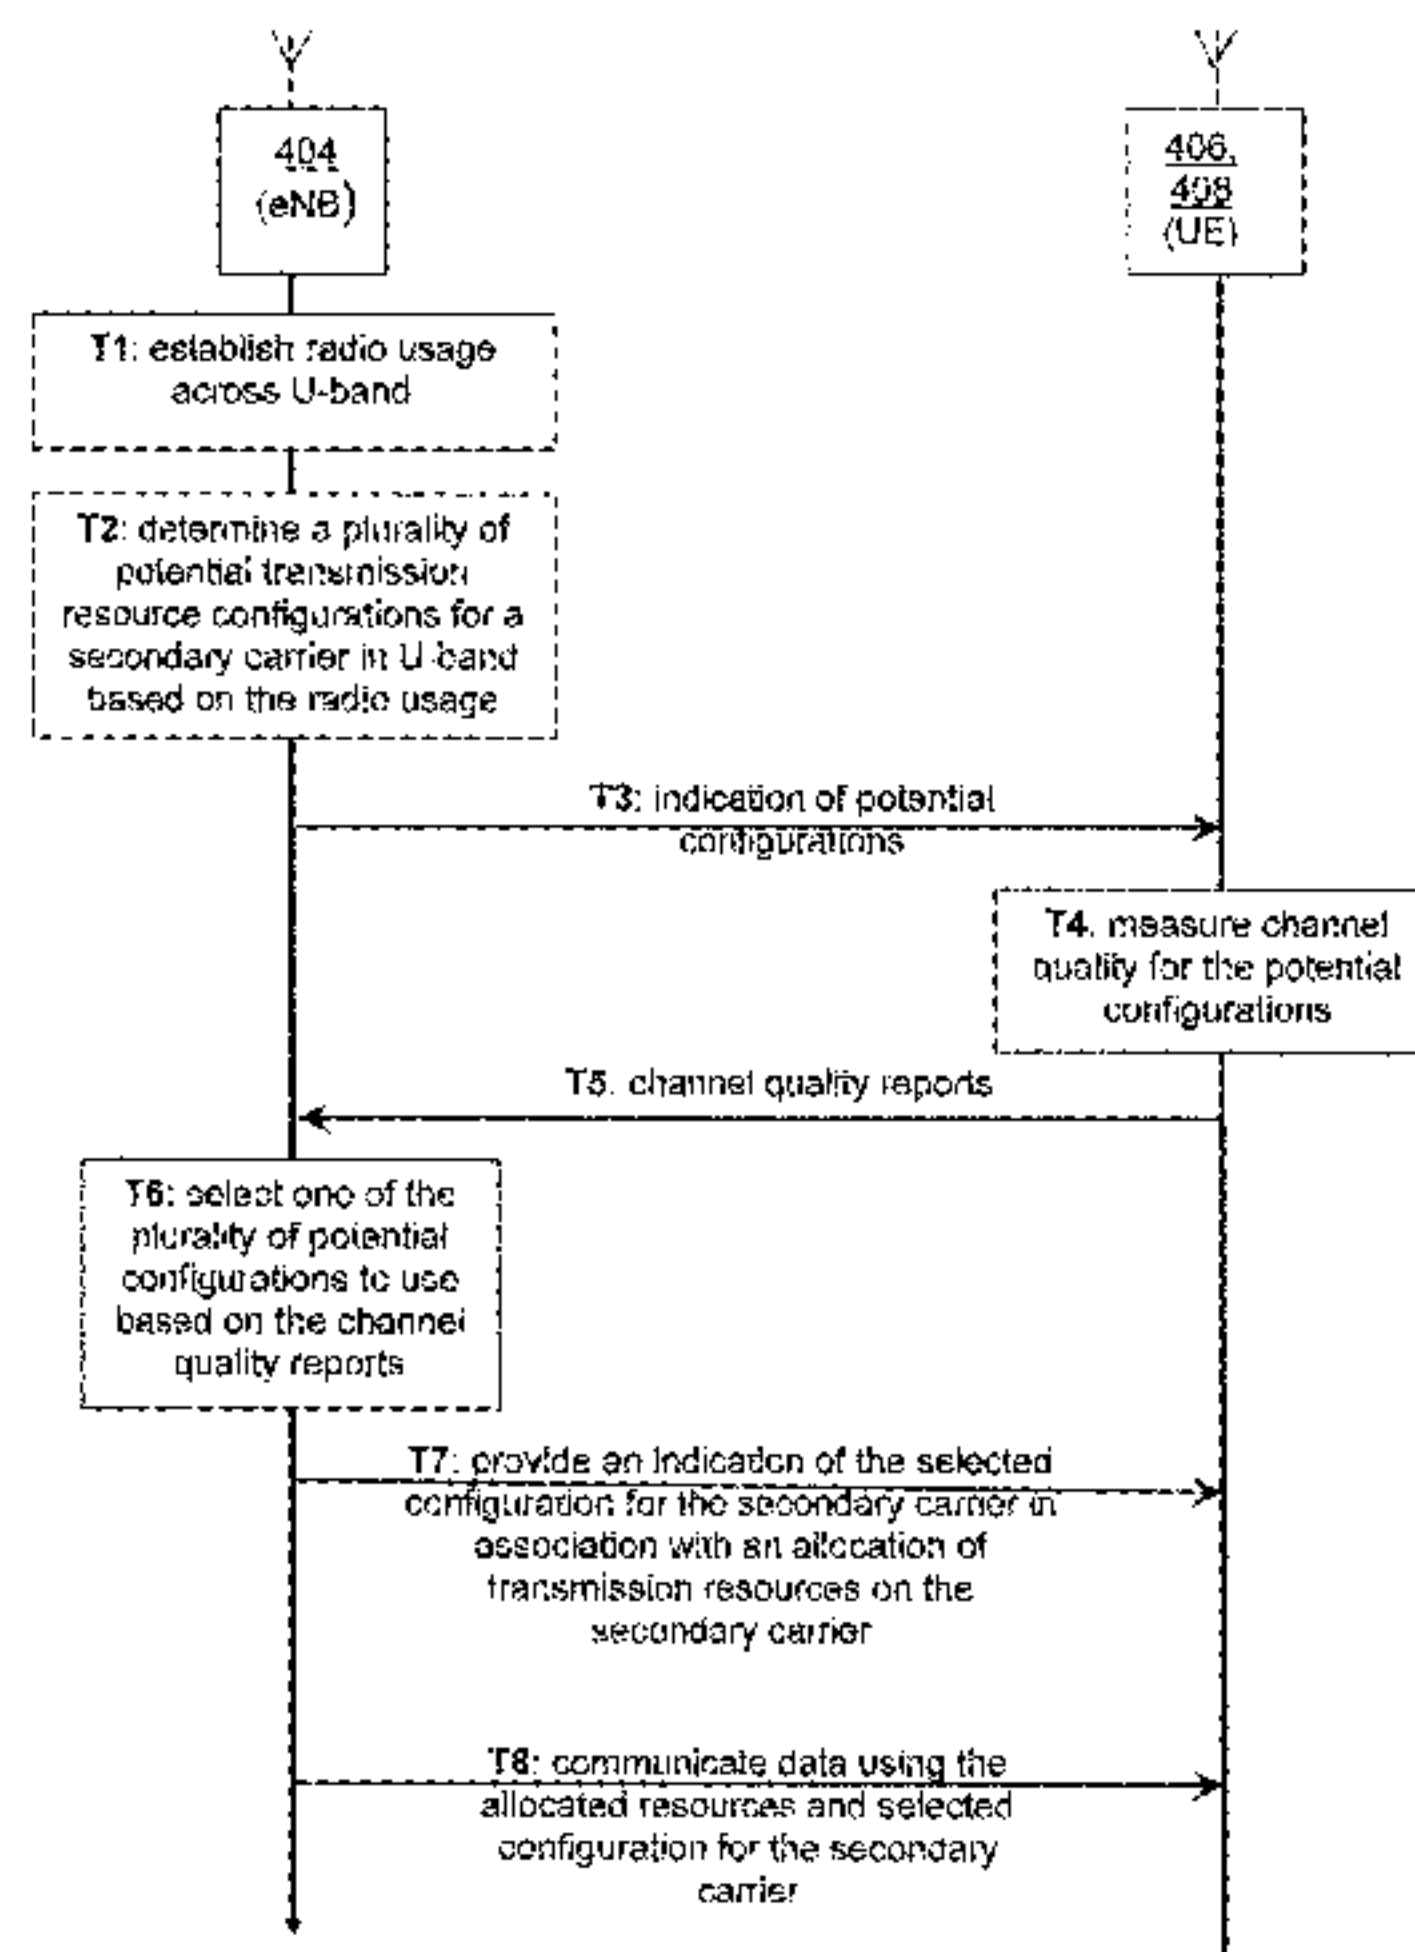 404
(eNB)
406,
408
(UE)
T1: establish radio usage
across U-band
T2: determine a plurality of
potential transmission
resource configurations for a
secondary carrier in U-band
based on the radio usage
T3: indication of potential
configurations
T4. measure channel
quality for the potential
configurations
T5. channel quality reports
T6: select one of the
plurality of potential
configurations to use
based on the channel
quality reports
T7: provide an indication of the selected
configuration for the secondary carrier in
association with an allocation of
transmission resources on the
secondary carrier
T8: communicate data using the
allocated resources and selected
configuration for the secondary
carrier